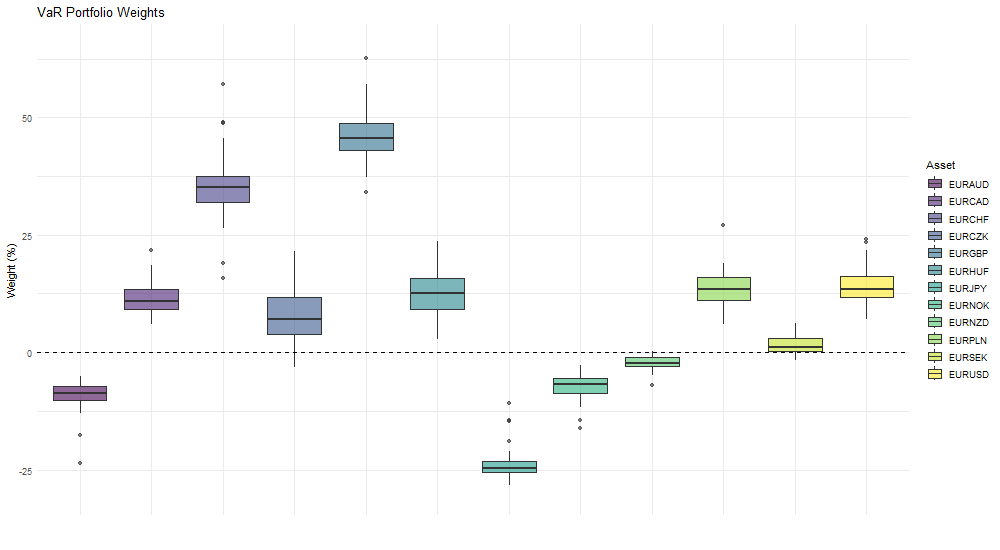 VaR Portfolio Weights
Weight (%)
50
25
0
-25
Asset
EURAUD
EURCAD
EURCHF
EURCZK
EURGBP
EURHUF
EURJPY
EURNOK
EURNZD
EURPLN
EURSEK
EURUSD